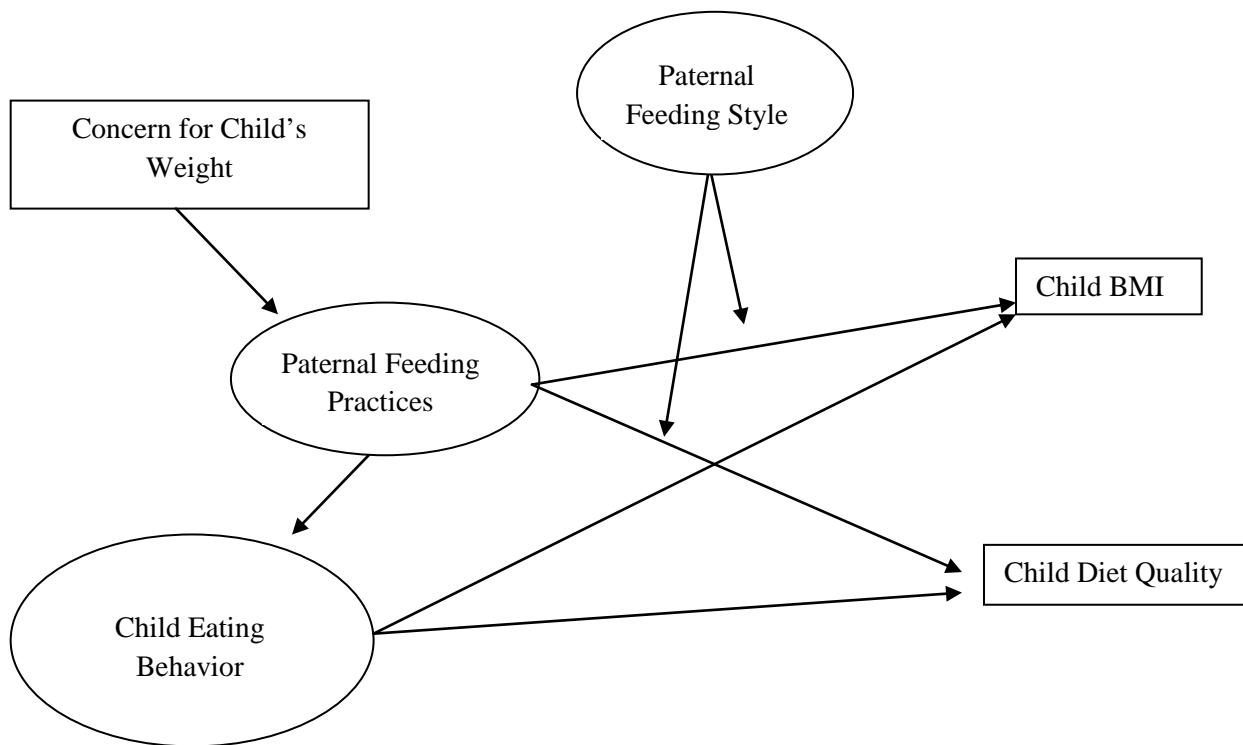 Paternal
Feeding Style
Concern for Child's
Weight
Child BMI
Paternal Feeding
Practices
Child Diet Quality
Child Eating
Behavior